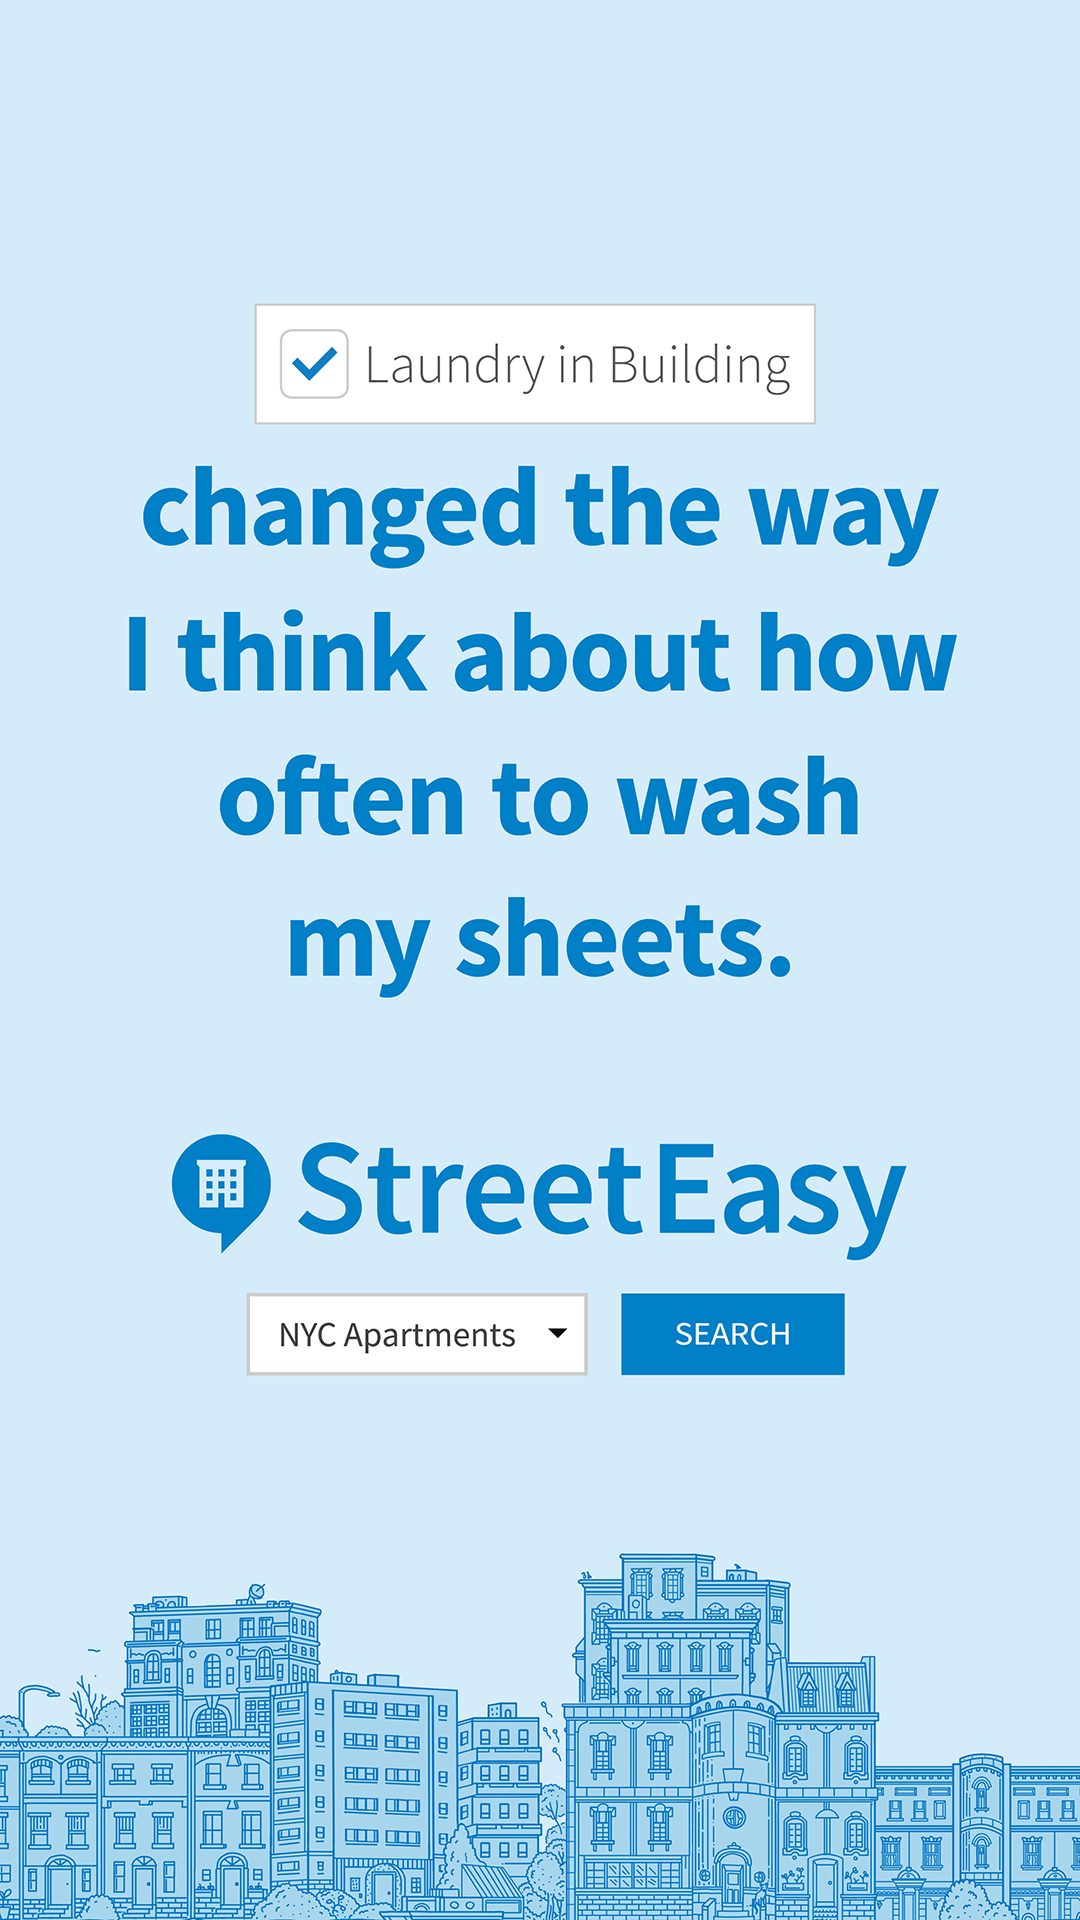 Laundry in Building
changed the way
I think about how
often to wash
my sheets.
StreetEasy
NYC Apartments
SEARCH